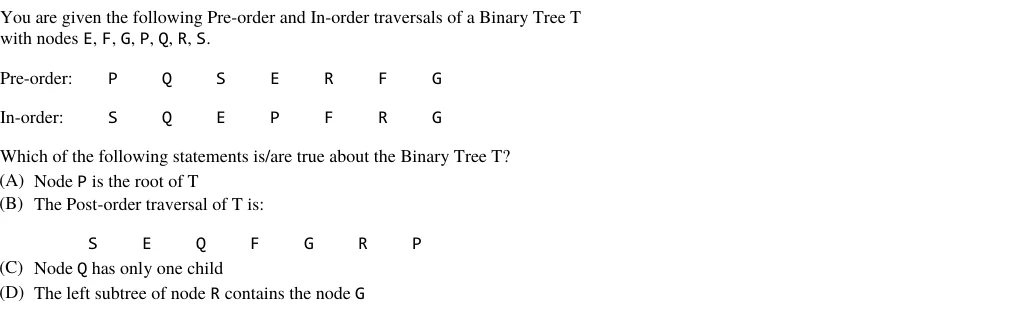 You are given the following Pre-order and In-order traversals of a Binary Tree T
with nodes E, F, G, P, Q, R, S.
Pre-order: P Q S E R F G
In-order: S Q E P F R G
Which of the following statements is/are true about the Binary Tree T?
(A) Node P is the root of T
(B) The Post-order traversal of T is:
S E Q F G R P
(C) Node Q has only one child
(D) The left subtree of node R contains the node G